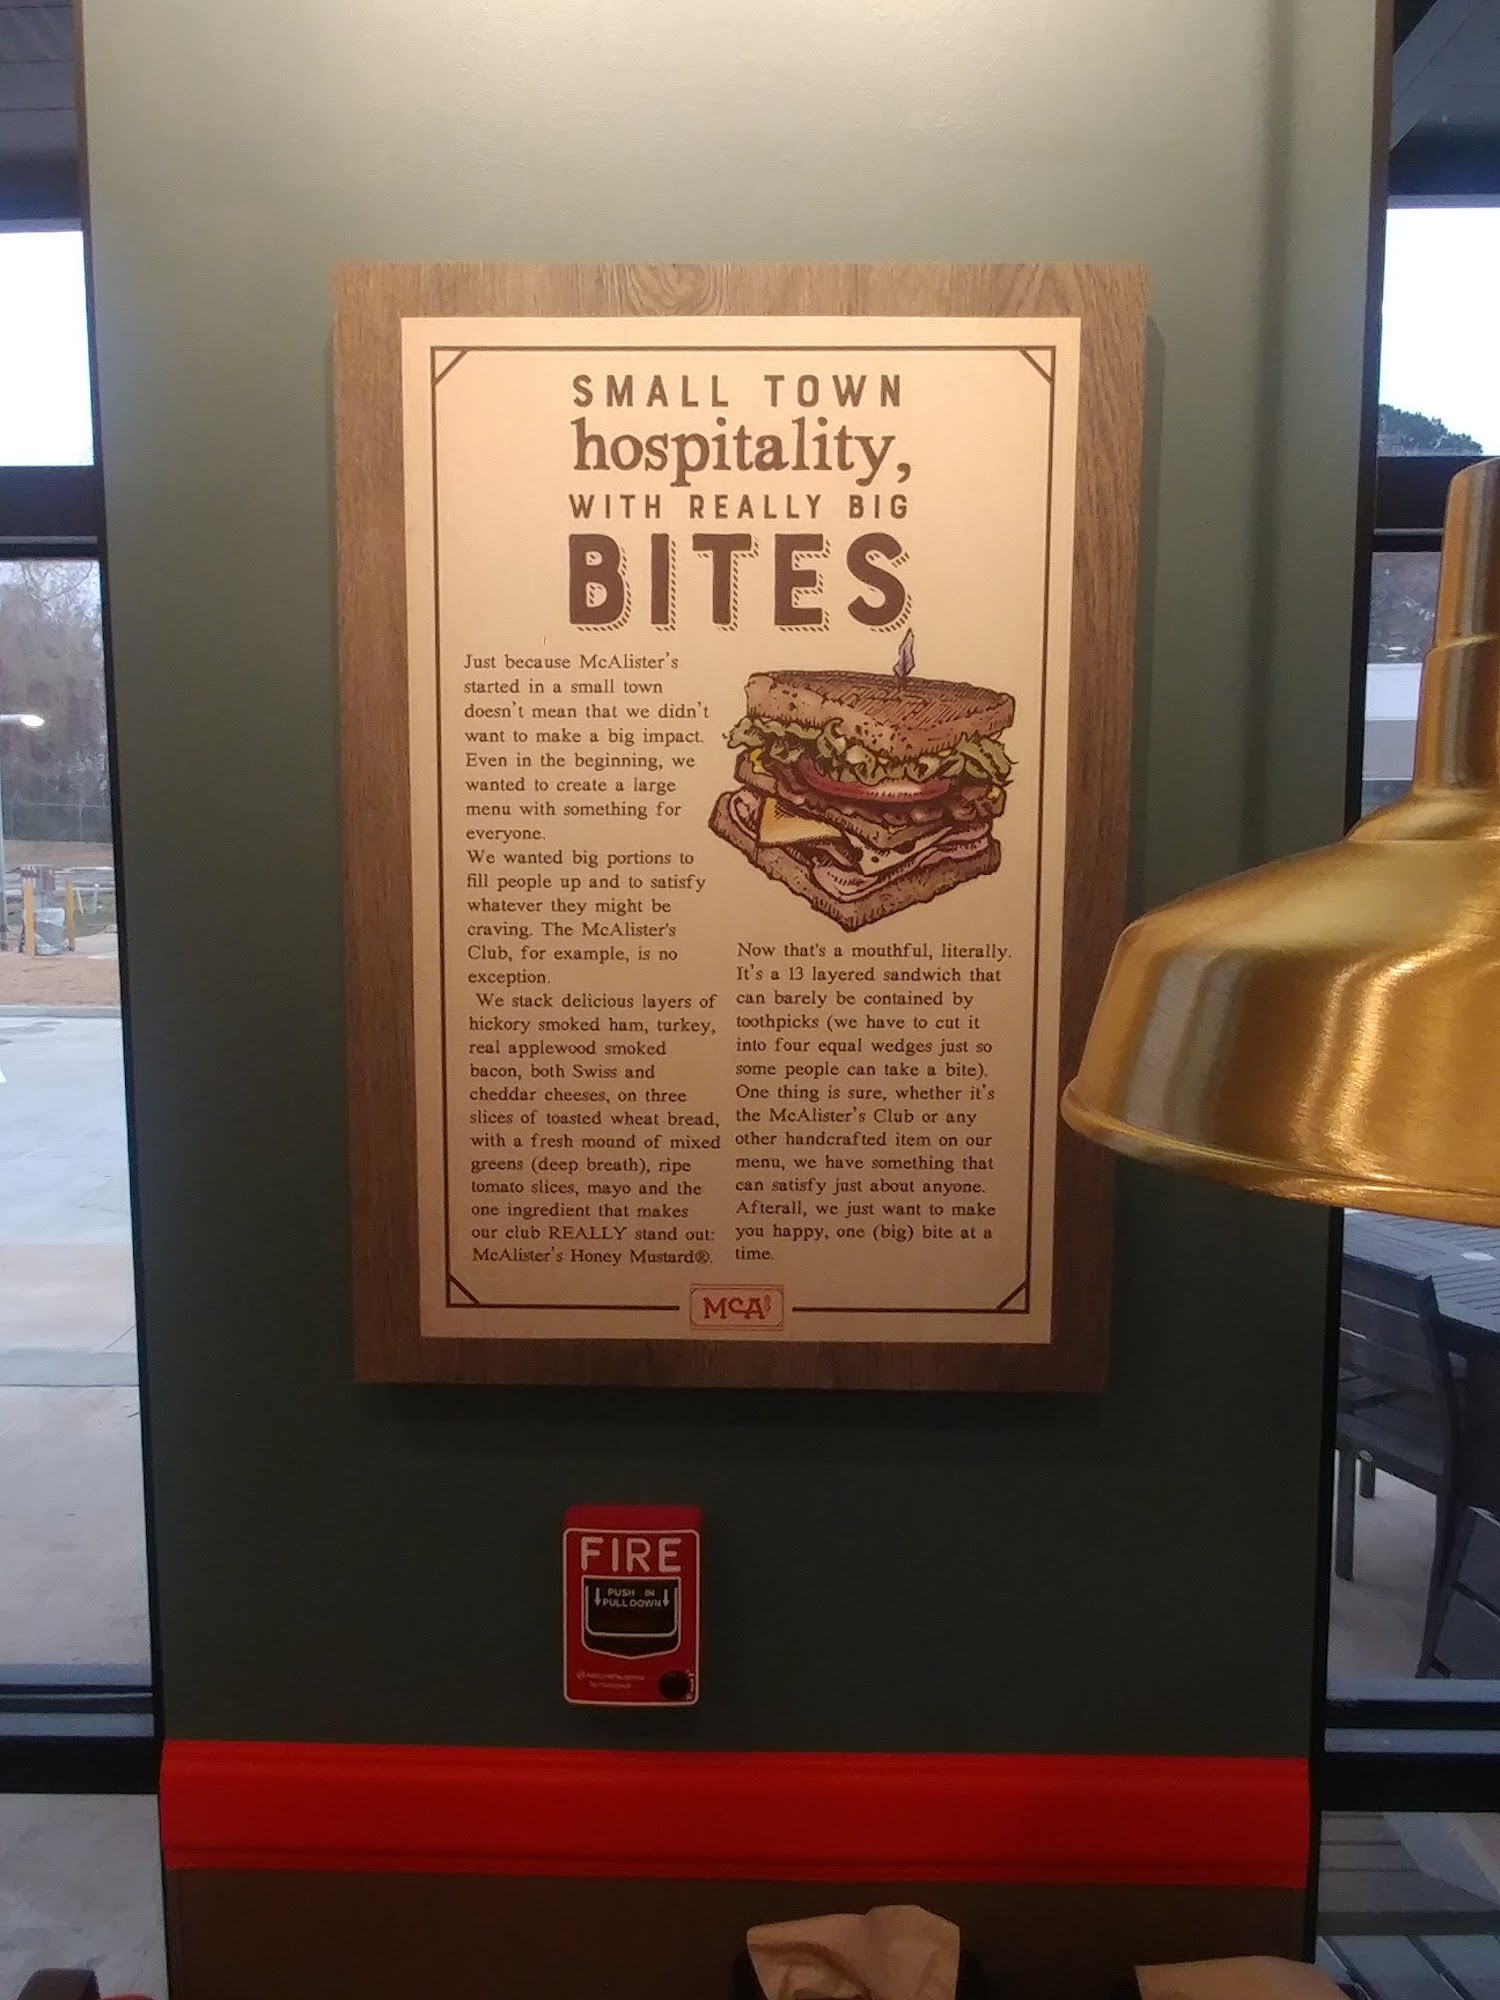 SMALL TOWN
hospitality,
WITH REALLY BIG
BITES
Just because McAlister's
started in a small town
doesn't mean that we didn't
want to make a big impact.
Even in the beginning, we
wanted to create a large
menu with something for
everyone.
We wanted big portions to
fill people up and to satisfy
whatever they might be
craving. The McAlister's
Club, for example, is no
exception.
We stack delicious layers of
hickory smoked ham, turkey,
real applewood smoked
bacon, both Swiss and
cheddar cheeses, on three
slices of toasted wheat bread,
with a fresh mound of mixed
greens (deep breath), ripe
tomato slices, mayo and the
one ingredient that makes
our club REALLY stand out:
McAlister's Honey Mustard®.
Now that's a mouthful, literally.
It's a 13 layered sandwich that
can barely be contained by
toothpicks (we have to cut it
into four equal wedges just so
some people can take a bite).
One thing is sure, whether it's
the McAlister's Club or any
other handcrafted item on our
menu, we have something that
can satisfy just about anyone.
Afterall, we just want to make
you happy, one (big) bite at a
time.
MCA
FIRE
PUSH IN
PULL DOWN